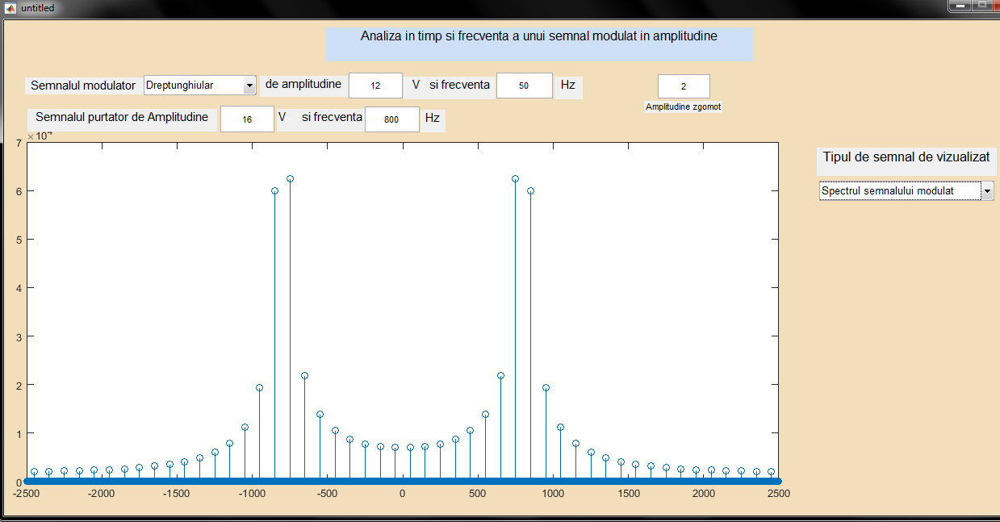 untitled
Analiza in timp si frecventa a unui semnal modulat in amplitudine
Semnalul modulator Dreptunghiular de amplitudine 12 V si frecventa 50 Hz 2
Amplitudine zgomot
Semnalul purtator de Amplitudine 16 V si frecventa 800 Hz
×10⁴
Tipul de semnal de vizualizat
Spectrul semnalului modulat
7
6
5
4
3
2
1
0
-2500 -2000 -1500 -1000 -500 0 500 1000 1500 2000 2500